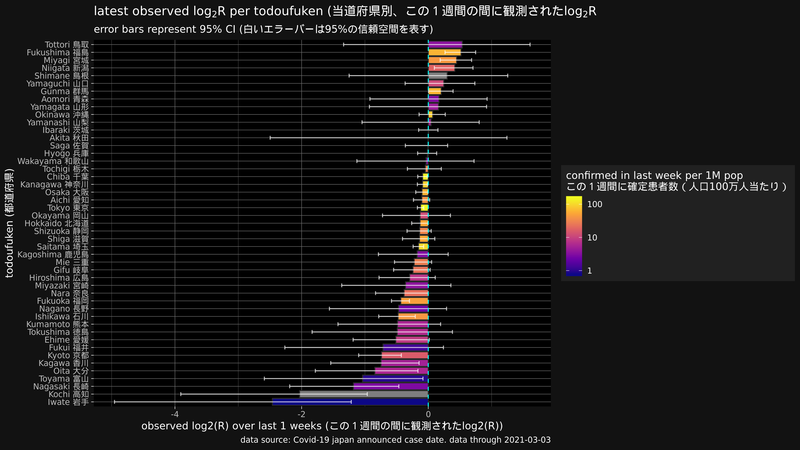 latest observed log₂R per todoufuken (当道府県別、この１週間の間に観測されたlog₂R
error bars represent 95% CI (白いエラーバーは95%の信頼空間を表す)
todoufuken (都道府県)
Tottori 鳥取
Fukushima 福島
Miyagi 宮城
Niigata 新潟
Shimane 島根
Yamaguchi 山口
Gunma 群馬
Aomori 青森
Yamagata 山形
Okinawa 沖縄
Yamanashi 山梨
Ibaraki 茨城
Akita 秋田
Saga 佐賀
Hyogo 兵庫
Wakayama 和歌山
Tochigi 栃木
Chiba 千葉
Kanagawa 神奈川
Osaka 大阪
Aichi 愛知
Tokyo 東京
Okayama 岡山
Hokkaido 北海道
Shizuoka 静岡
Shiga 滋賀
Saitama 埼玉
Kagoshima 鹿児島
Mie 三重
Gifu 岐阜
Hiroshima 広島
Miyazaki 宮崎
Nara 奈良
Fukuoka 福岡
Nagano 長野
Ishikawa 石川
Kumamoto 熊本
Tokushima 徳島
Ehime 愛媛
Fukui 福井
Kyoto 京都
Kagawa 香川
Oita 大分
Toyama 富山
Nagasaki 長崎
Kochi 高知
Iwate 岩手
-4 -2 0
observed log2(R) over last 1 weeks (この１週間の間に観測されたlog2(R))
data source: Covid-19 japan announced case date. data through 2021-03-03
confirmed in last week per 1M pop
この１週間に確定患者数 ( 人口100万人当たり )
100
10
1